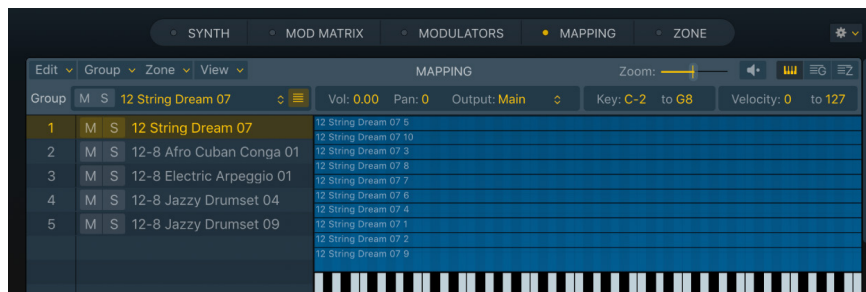 SYNTH MOD MATRIX MODULATORS MAPPING ZONE
Edit Group Zone View MAPPING Zoom: G Z
Group M S 12 String Dream 07 Vol: 0.00 Pan: 0 Output: Main Key: C-2 to G8 Velocity: 0 to 127
1 M S 12 String Dream 07
2 M S 12-8 Afro Cuban Conga 01
3 M S 12-8 Electric Arpeggio 01
4 M S 12-8 Jazzy Drumset 04
5 M S 12-8 Jazzy Drumset 09
12 String Dream 07 5
12 String Dream 07 10
12 String Dream 07 3
12 String Dream 07 8
12 String Dream 07 7
12 String Dream 07 6
12 String Dream 07 4
12 String Dream 07 1
12 String Dream 07 2
12 String Dream 07 9